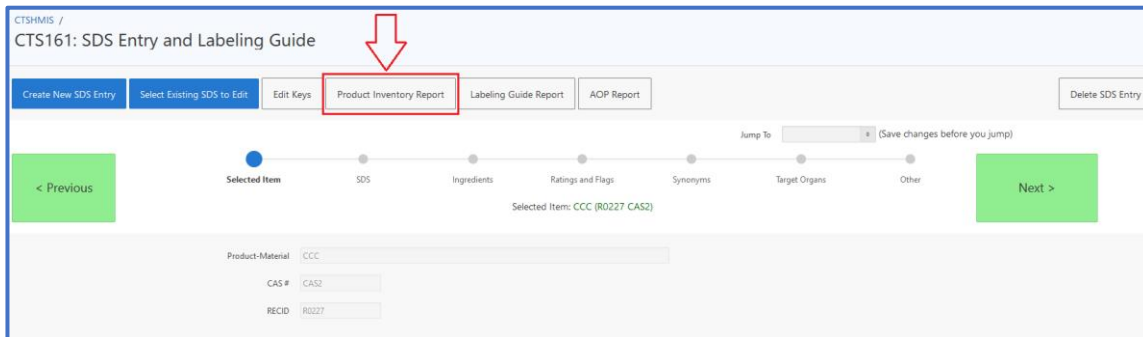 CTSHMIS /
CTS161: SDS Entry and Labeling Guide
Create New SDS Entry Select Existing SDS to Edit Edit Keys Product Inventory Report Labeling Guide Report AOP Report Delete SDS Entry
Jump To (Save changes before you jump)
< Previous Selected Item SDS Ingredients Ratings and Flags Synonyms Target Organs Other Next >
Selected Item: CCC (R0227 CAS2)
Product-Material CCC
CAS # CAS2
RECID R0227